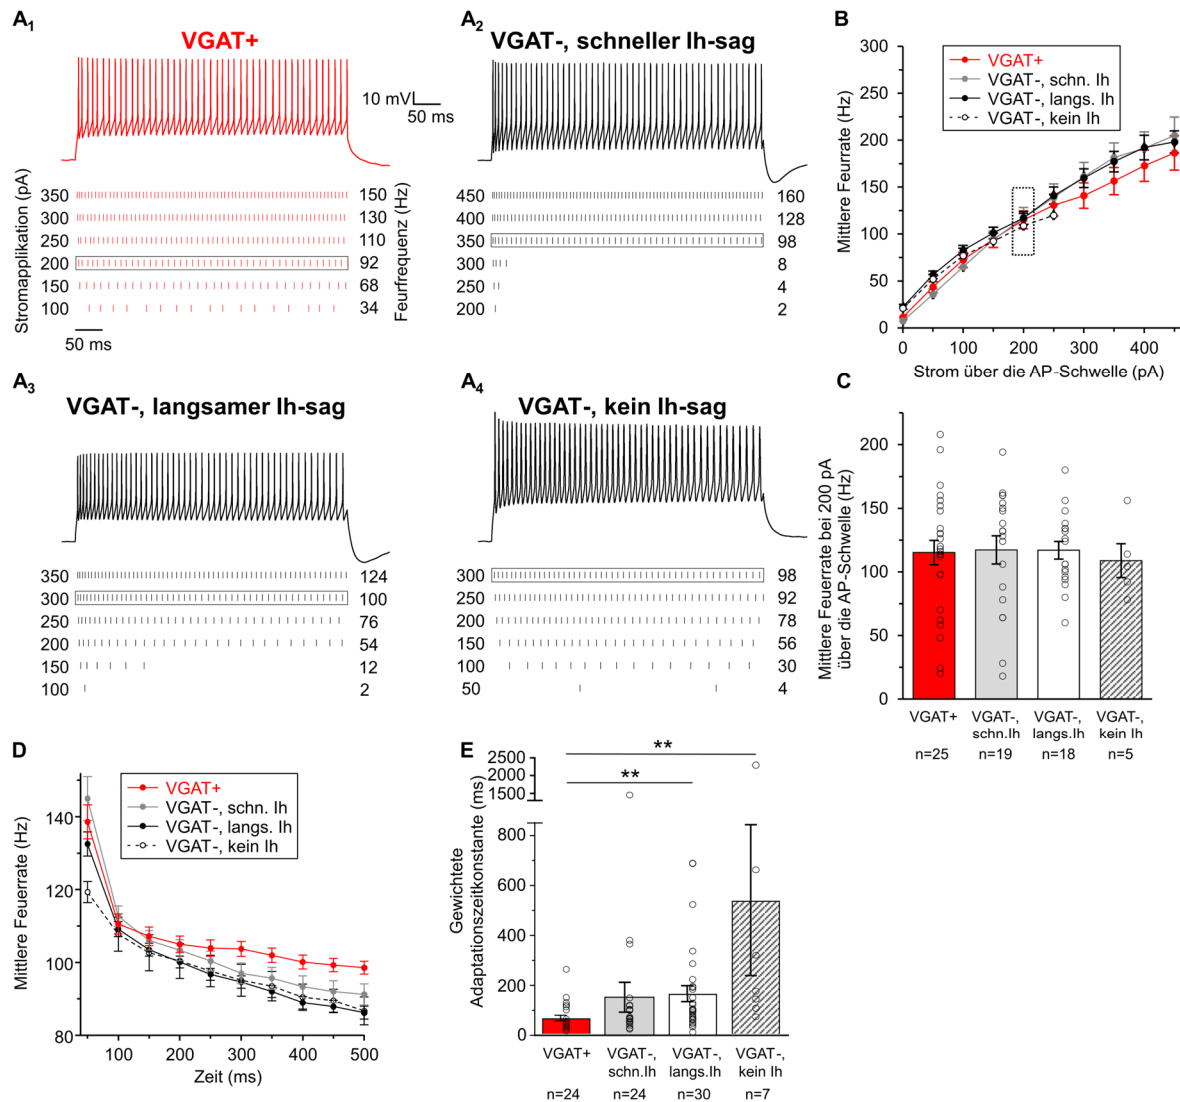 A1
VGAT+
10 mV
50 ms
Stromapplikation (pA)
Feurfrequenz (Hz)
350 150
300 130
250 110
200 92
150 68
100 34
50 ms
A2
VGAT-, schneller Ih-sag
450 160
400 128
350 98
300 8
250 4
200 2
B
Mittlere Feurrate (Hz)
300
250
200
150
100
50
0
VGAT+
VGAT-, schn. Ih
VGAT-, langs. Ih
VGAT-, kein Ih
0 100 200 300 400
Strom über die AP-Schwelle (pA)
A3
VGAT-, langsamer Ih-sag
350 124
300 100
250 76
200 54
150 12
100 2
A4
VGAT-, kein Ih-sag
300 98
250 92
200 78
150 56
100 30
50 4
C
Mittlere Feuerrate bei 200 pA
über die AP-Schwelle (Hz)
200
150
100
50
0
VGAT+ VGAT-, VGAT-, VGAT-,
schn.Ih langs.Ih kein Ih
n=25 n=19 n=18 n=5
D
Mittlere Feuerrate (Hz)
140
120
100
80
VGAT+
VGAT-, schn. Ih
VGAT-, langs. Ih
VGAT-, kein Ih
100 200 300 400 500
Zeit (ms)
E
Gewichtete
Adaptationszeitkonstante (ms)
2500
2000
1500
800
600
400
200
0
**
**
VGAT+ VGAT-, VGAT-, VGAT-,
schn.Ih langs.Ih kein Ih
n=24 n=24 n=30 n=7